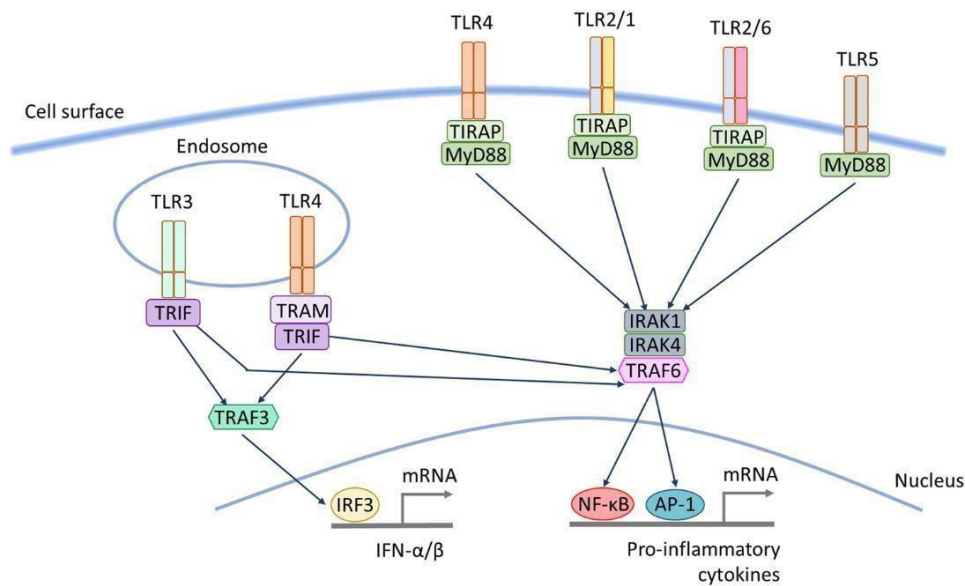 TLR4
TLR2/1
TLR2/6
TLR5
Cell surface
TIRAP
MyD88
TIRAP
MyD88
TIRAP
MyD88
MyD88
Endosome
TLR3
TLR4
TRIF
TRAM
TRIF
IRAK1
IRAK4
TRAF6
TRAF3
mRNA
mRNA
Nucleus
IRF3
NF-κB
AP-1
IFN-α/β
Pro-inflammatory
cytokines